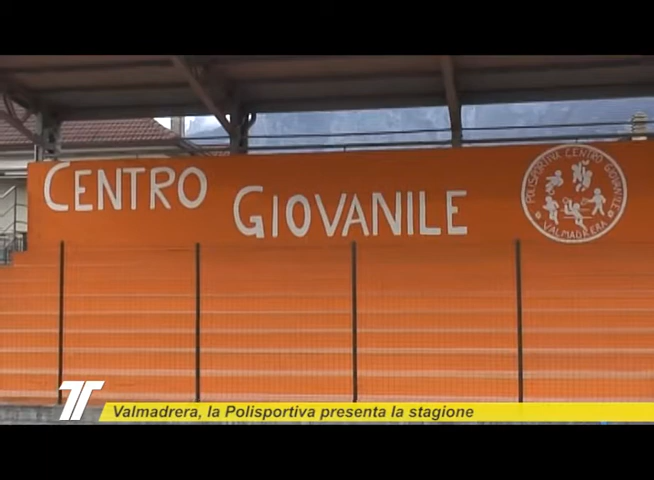 CENTRO GIOVANILE
POLISPORTIVA CENTRO GIOVANILE
VALMADRERA
Valmadrera, la Polisportiva presenta la stagione